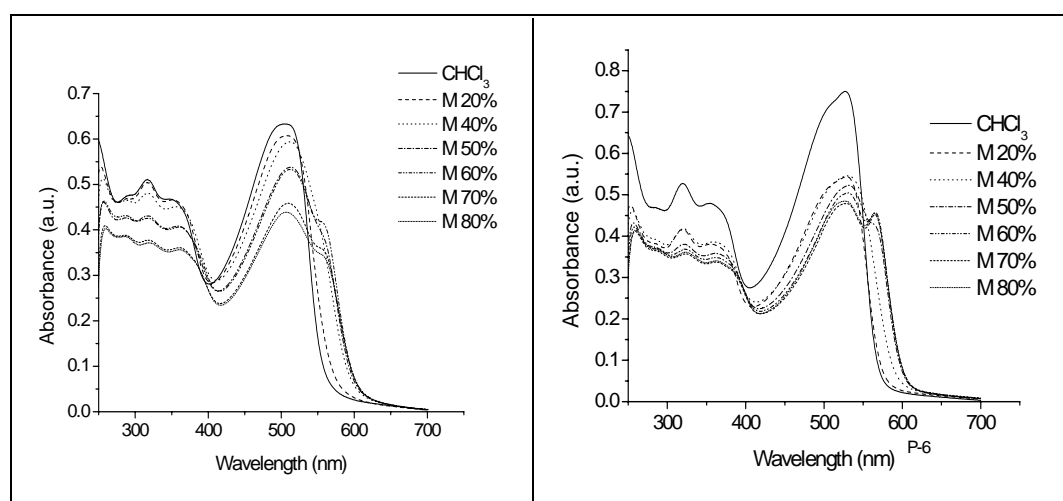 CHCl3
M 20%
M 40%
M 50%
M 60%
M 70%
M 80%
0.7
0.6
0.5
0.4
0.3
0.2
0.1
0.0
Absorbance (a.u.)
300 400 500 600 700
Wavelength (nm)
CHCl3
M 20%
M 40%
M 50%
M 60%
M 70%
M 80%
0.8
0.7
0.6
0.5
0.4
0.3
0.2
0.1
0.0
Absorbance (a.u.)
300 400 500 600 700
Wavelength (nm)
P-6